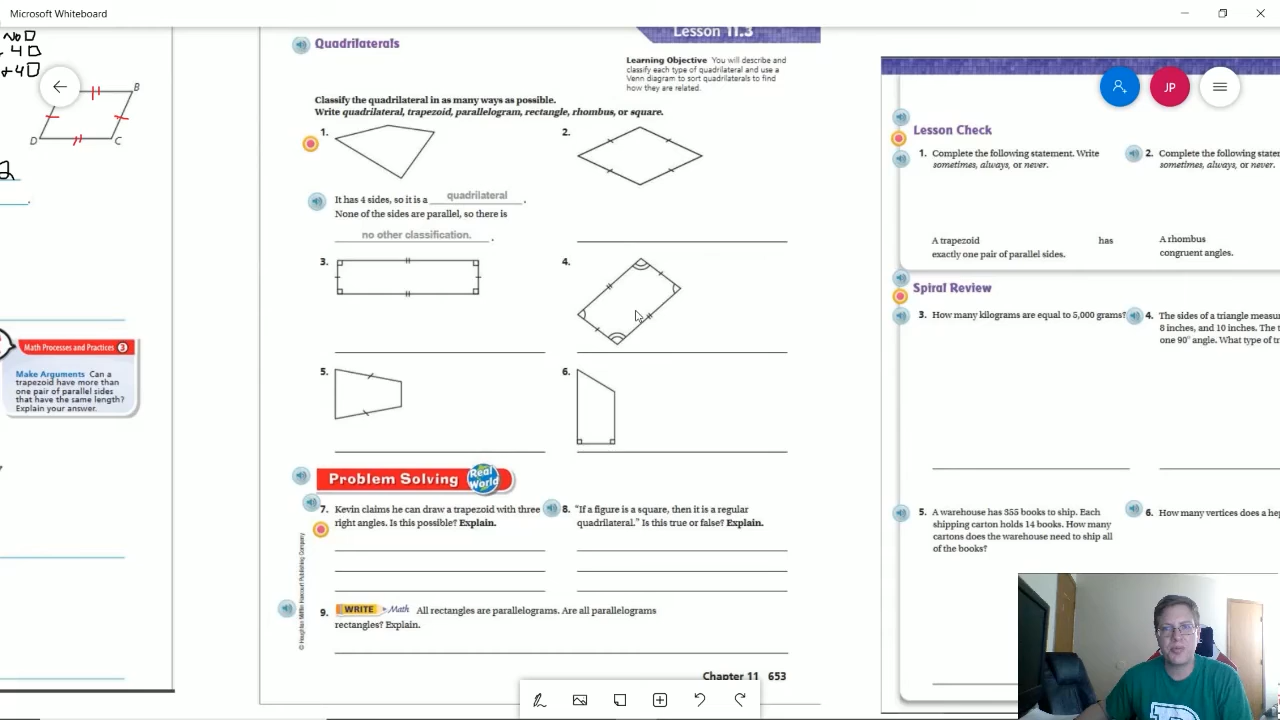 Microsoft Whiteboard
No
4
4
B
D
C
Math Processes and Practices 3
Make Arguments Can a
trapezoid have more than
one pair of parallel sides
that have the same length?
Explain your answer.
Lesson 11.3
Quadrilaterals
Learning Objective You will describe and
classify each type of quadrilateral and use a
Venn diagram to sort quadrilaterals to find
how they are related.
Classify the quadrilateral in as many ways as possible.
Write quadrilateral, trapezoid, parallelogram, rectangle, rhombus, or square.
1.
2.
It has 4 sides, so it is a quadrilateral .
None of the sides are parallel, so there is
no other classification. .
3.
4.
5.
6.
Problem Solving Real World
7. Kevin claims he can draw a trapezoid with three
right angles. Is this possible? Explain.
8. “If a figure is a square, then it is a regular
quadrilateral.” Is this true or false? Explain.
9. WRITE Math All rectangles are parallelograms. Are all parallelograms
rectangles? Explain.
© Houghton Mifflin Harcourt Publishing Company
Chapter 11 653
JP
Lesson Check
1. Complete the following statement. Write
sometimes, always, or never.
A trapezoid has
exactly one pair of parallel sides.
2. Complete the following state
sometimes, always, or never.
A rhombus
congruent angles.
Spiral Review
3. How many kilograms are equal to 5,000 grams?
4. The sides of a triangle measu
8 inches, and 10 inches. The t
one 90° angle. What type of tr
5. A warehouse has 355 books to ship. Each
shipping carton holds 14 books. How many
cartons does the warehouse need to ship all
of the books?
6. How many vertices does a hep